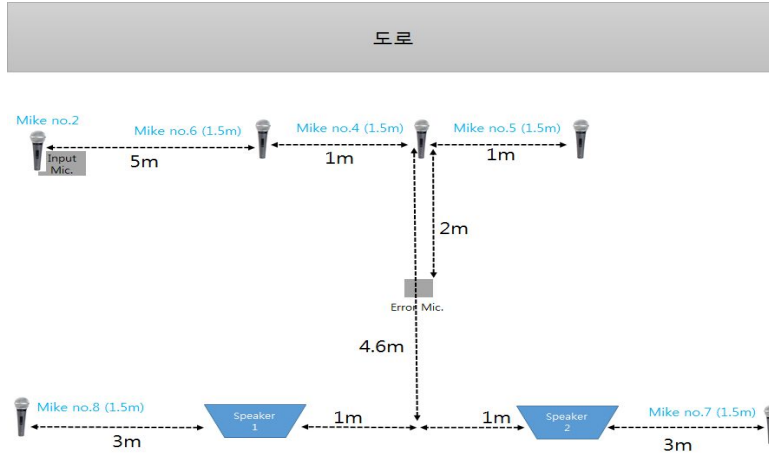 도로
Mike no.2
Mike no.6 (1.5m)
Mike no.4 (1.5m)
Mike no.5 (1.5m)
Input
Mic.
5m
1m
1m
2m
Error Mic.
4.6m
Mike no.8 (1.5m)
Speaker
1
1m
1m
Speaker
2
Mike no.7 (1.5m)
3m
3m